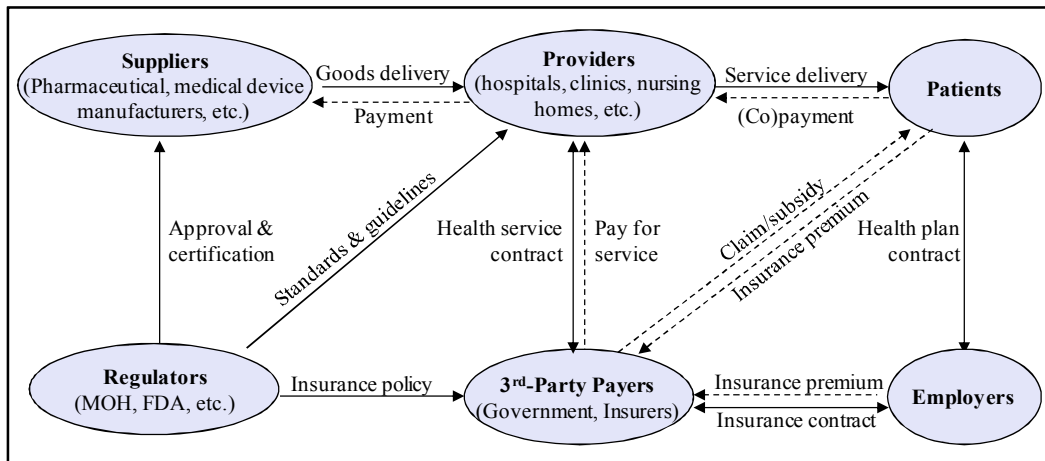 Suppliers
(Pharmaceutical, medical device
manufacturers, etc.)
Goods delivery
Payment
Providers
(hospitals, clinics, nursing
homes, etc.)
Service delivery
(Co)payment
Patients
Approval &
certification
Standards & guidelines
Health service
contract
Pay for
service
Claim/subsidy
Insurance premium
Health plan
contract
Regulators
(MOH, FDA, etc.)
Insurance policy
3rd-Party Payers
(Government, Insurers)
Insurance premium
Insurance contract
Employers